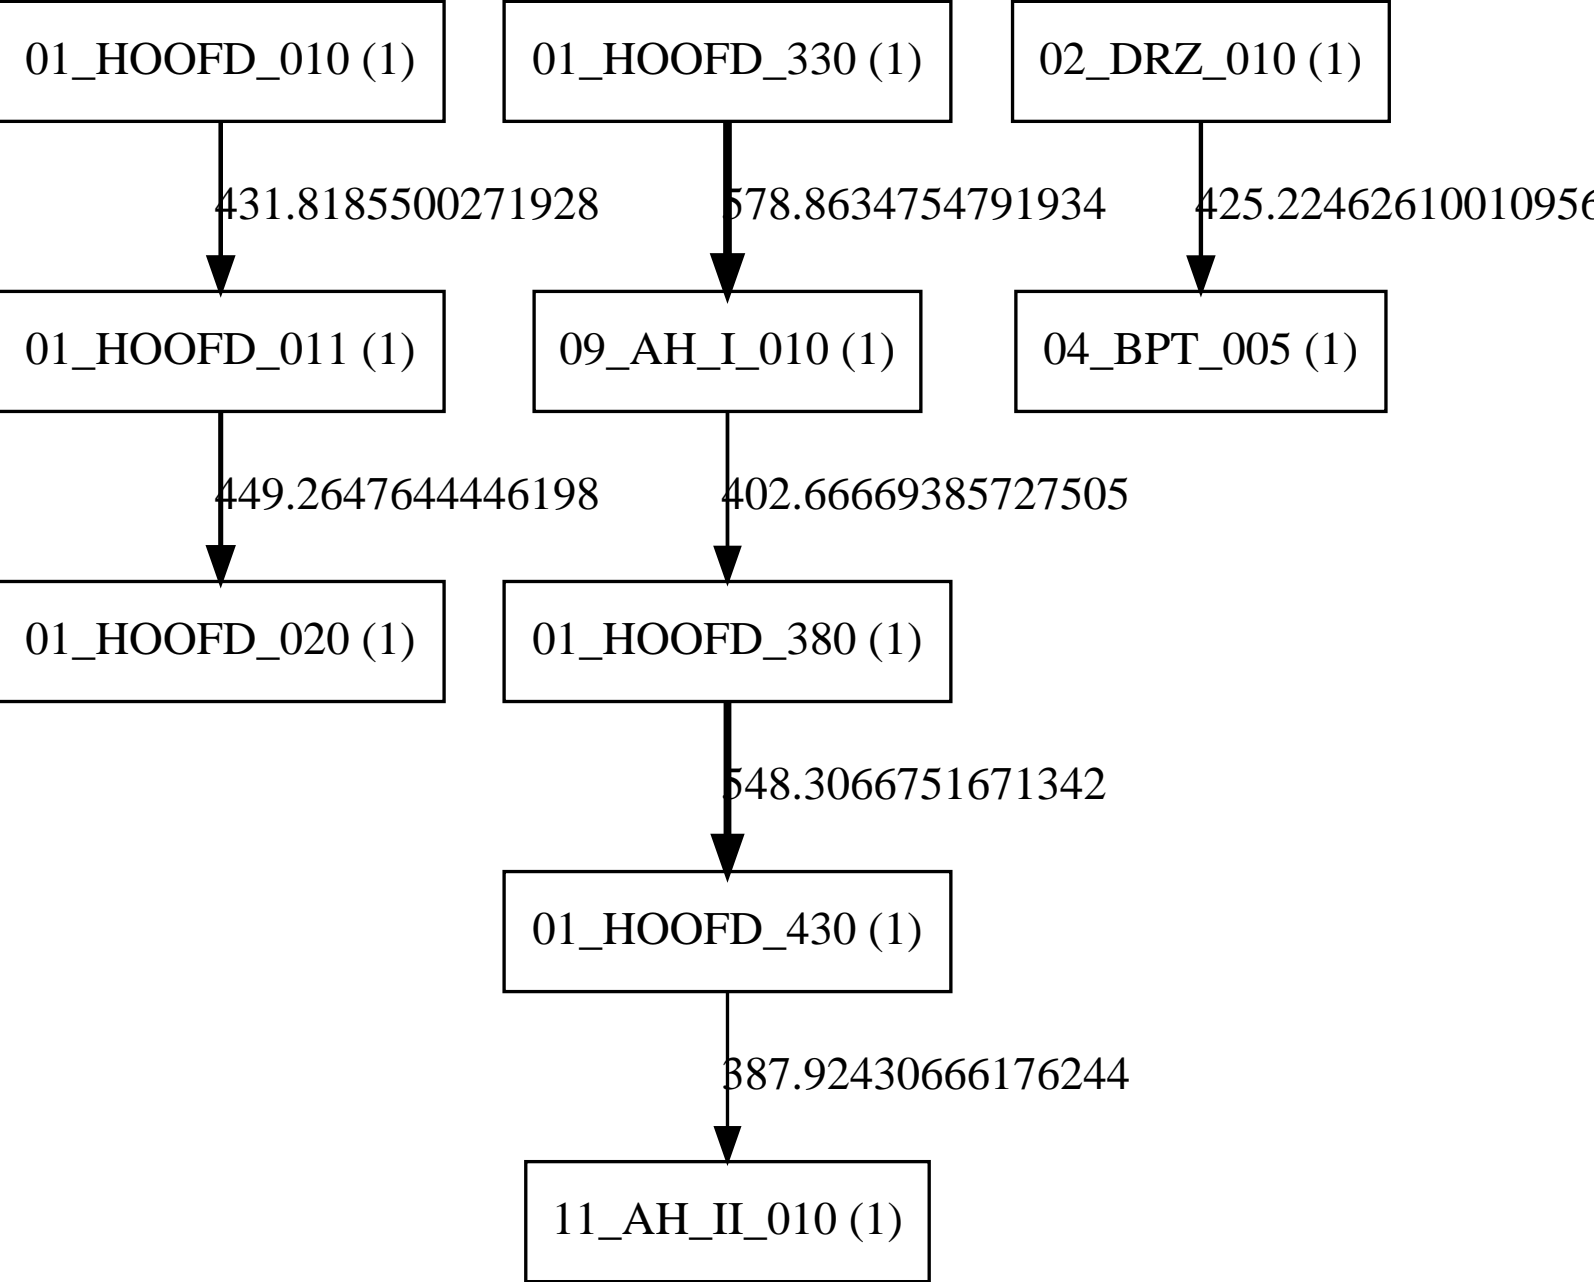 01_HOOFD_010 (1)
01_HOOFD_330 (1)
02_DRZ_010 (1)
431.8185500271928
578.8634754791934
425.22462610010956
01_HOOFD_011 (1)
09_AH_I_010 (1)
04_BPT_005 (1)
449.2647644446198
402.66669385727505
01_HOOFD_020 (1)
01_HOOFD_380 (1)
548.3066751671342
01_HOOFD_430 (1)
387.92430666176244
11_AH_II_010 (1)